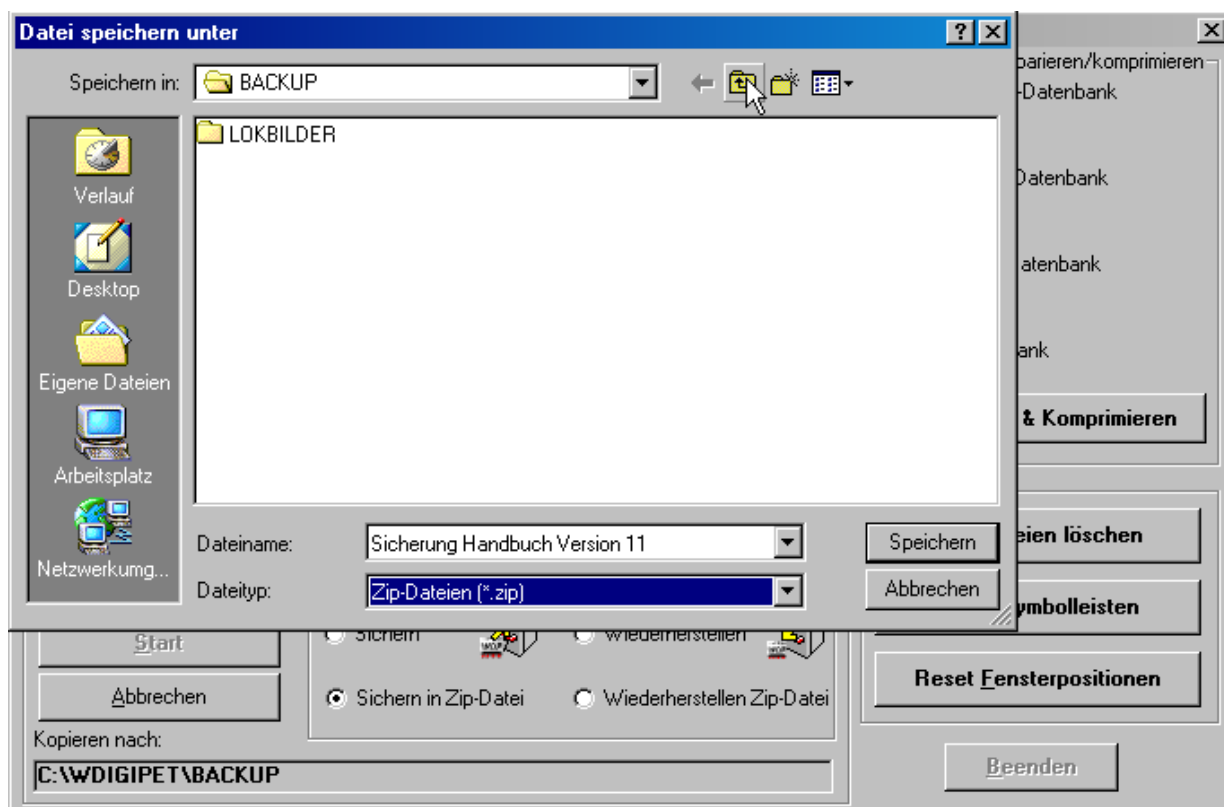 Datei speichern unter
Speichern in: BACKUP
LOKBILDER
Verlauf
Desktop
Eigene Dateien
Arbeitsplatz
Netzwerkumg...
Dateiname: Sicherung Handbuch Version 11
Dateityp: Zip-Dateien (*.zip)
Speichern
Abbrechen
parieren/komprimieren
-Datenbank
Datenbank
atenbank
ank
& Komprimieren
eien löschen
ymbolleisten
Reset Fensterpositionen
Beenden
Start
Abbrechen
Sichern
Wiederherstellen
Sichern in Zip-Datei
Wiederherstellen Zip-Datei
Kopieren nach:
C:\WDIGIPET\BACKUP